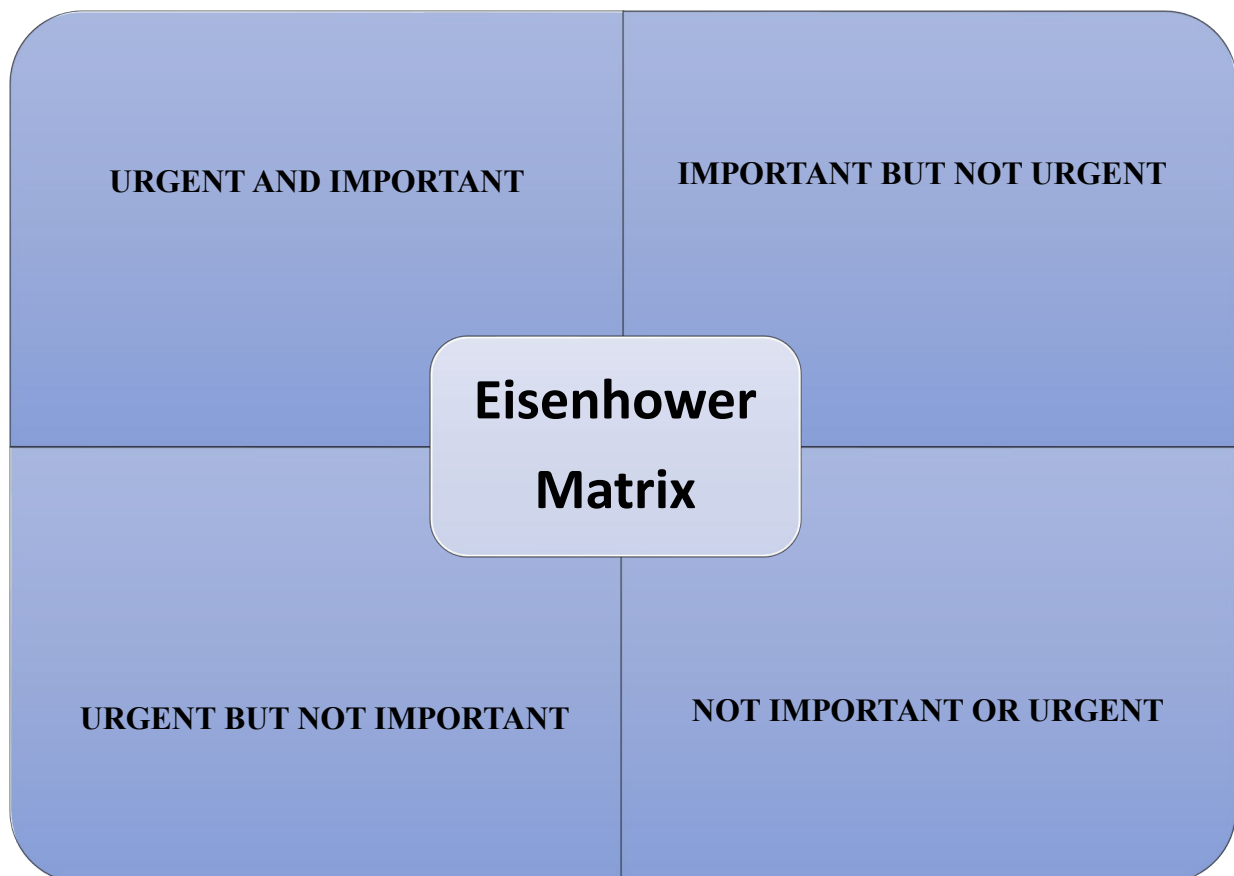 URGENT AND IMPORTANT
IMPORTANT BUT NOT URGENT
Eisenhower
Matrix
URGENT BUT NOT IMPORTANT
NOT IMPORTANT OR URGENT